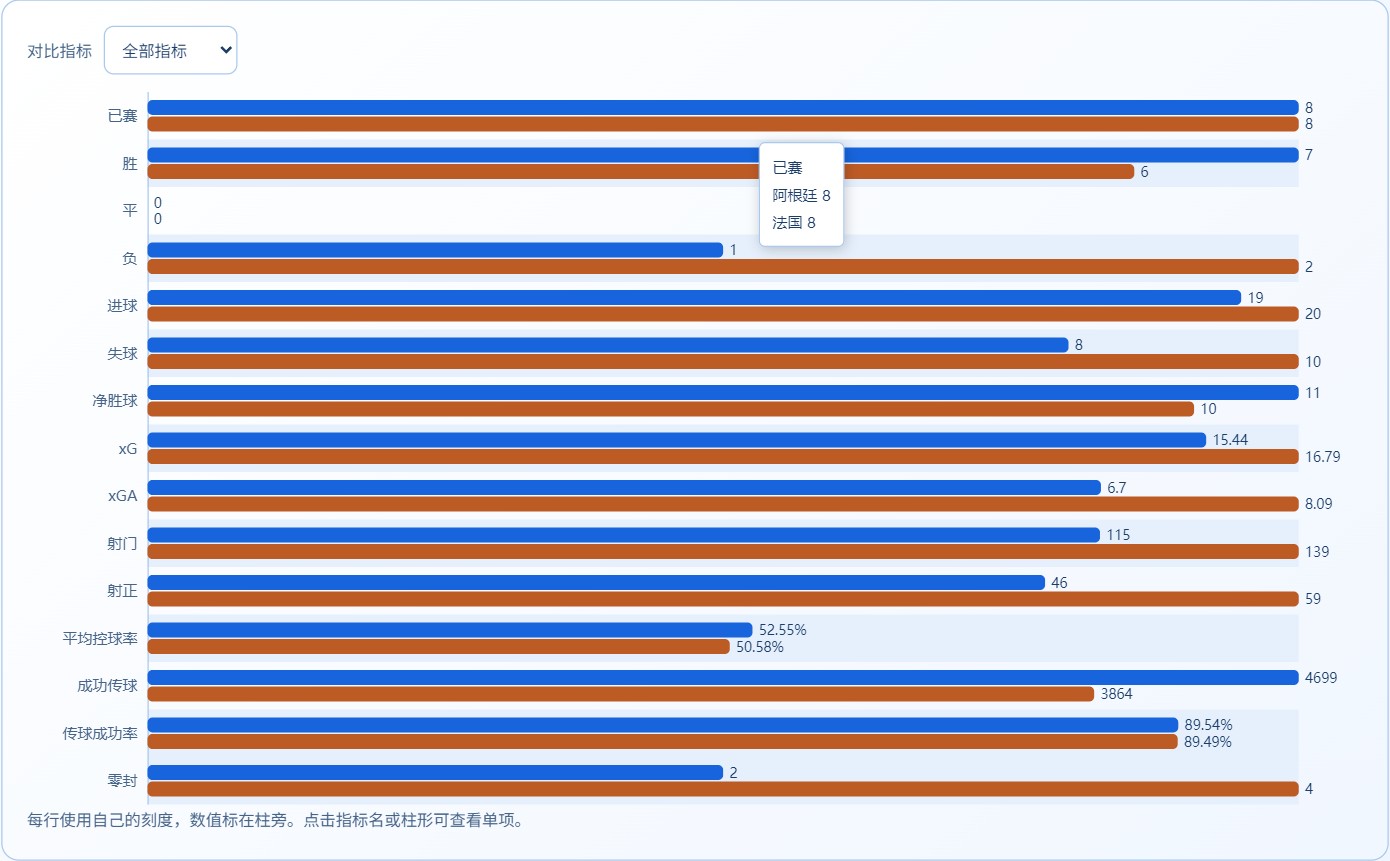 对比指标 全部指标
已赛 8
8
胜 7
6
已赛
阿根廷 8
法国 8
平 0
0
负 1
2
进球 19
20
失球 8
10
净胜球 11
10
xG 15.44
16.79
xGA 6.7
8.09
射门 115
139
射正 46
59
平均控球率 52.55%
50.58%
成功传球 4699
3864
传球成功率 89.54%
89.49%
零封 2
4
每行使用自己的刻度，数值标在柱旁。点击指标名或柱形可查看单项。